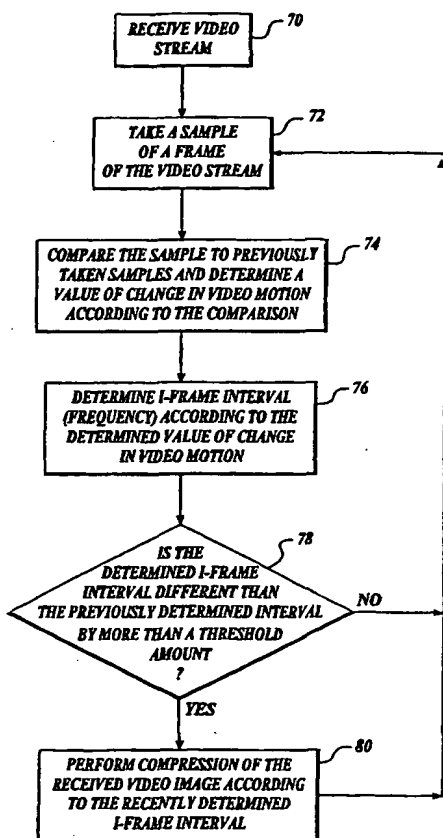 70
RECEIVE VIDEO
STREAM
72
TAKE A SAMPLE
OF A FRAME
OF THE VIDEO STREAM
74
COMPARE THE SAMPLE TO PREVIOUSLY
TAKEN SAMPLES AND DETERMINE A
VALUE OF CHANGE IN VIDEO MOTION
ACCORDING TO THE COMPARISON
76
DETERMINE I-FRAME INTERVAL
(FREQUENCY) ACCORDING TO THE
DETERMINED VALUE OF CHANGE
IN VIDEO MOTION
78
IS THE
DETERMINED I-FRAME
INTERVAL DIFFERENT THAN
THE PREVIOUSLY DETERMINED INTERVAL
BY MORE THAN A THRESHOLD
AMOUNT
?
NO
YES
80
PERFORM COMPRESSION OF THE
RECEIVED VIDEO IMAGE ACCORDING
TO THE RECENTLY DETERMINED
I-FRAME INTERVAL